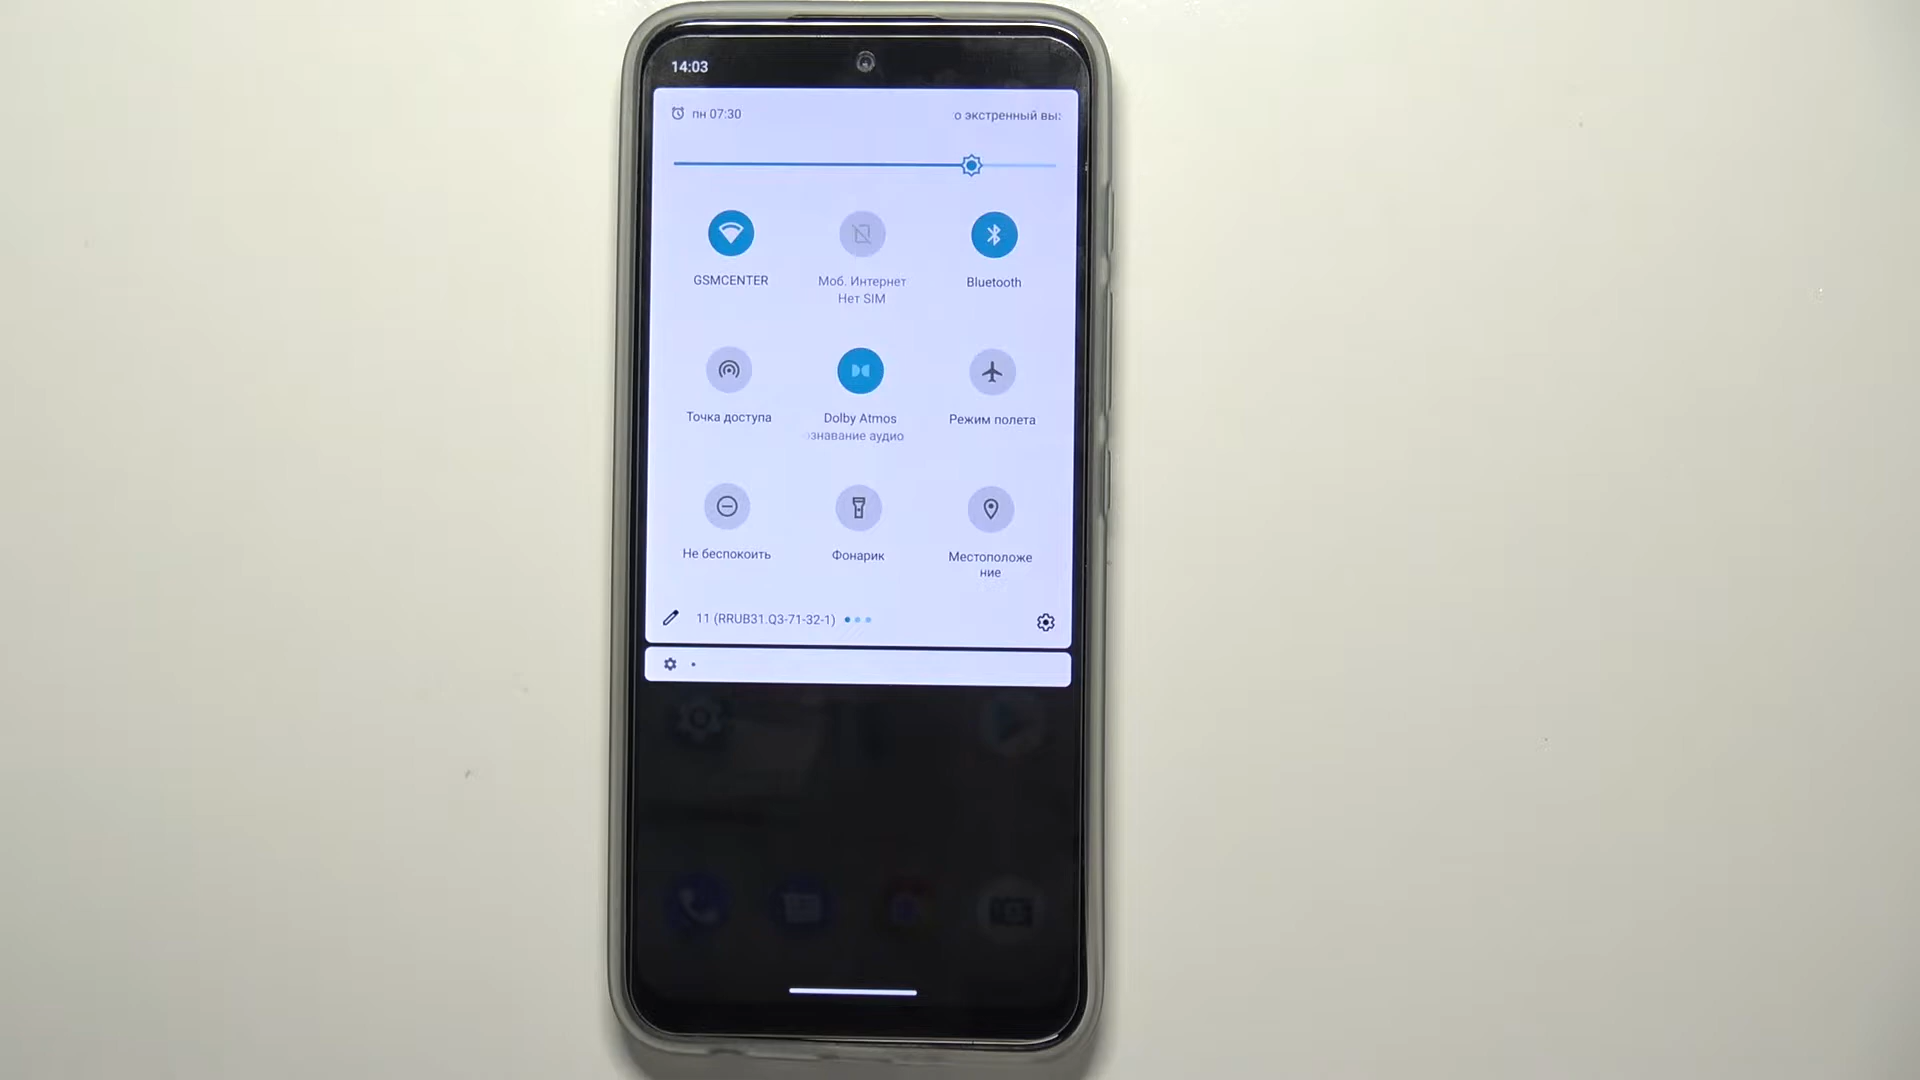 14:03
пн 07:30
о экстренный вы
GSMCENTER
Моб. Интернет
Нет SIM
Bluetooth
Точка доступа
Dolby Atmos
ознавание аудио
Режим полета
Не беспокоить
Фонарик
Местоположе
ние
11 (RRUB31.Q3-71-32-1)